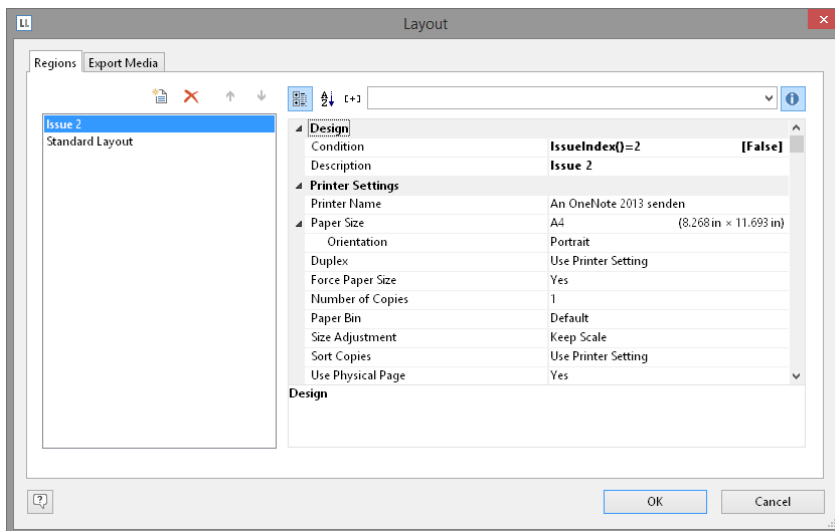 LL
Layout
Regions Export Media
A Z [+]
Issue 2
Standard Layout
Design
Condition IssueIndex()=2 [False]
Description Issue 2
Printer Settings
Printer Name An OneNote 2013 senden
Paper Size A4 (8.268 in × 11.693 in)
Orientation Portrait
Duplex Use Printer Setting
Force Paper Size Yes
Number of Copies 1
Paper Bin Default
Size Adjustment Keep Scale
Sort Copies Use Printer Setting
Use Physical Page Yes
Design
OK Cancel